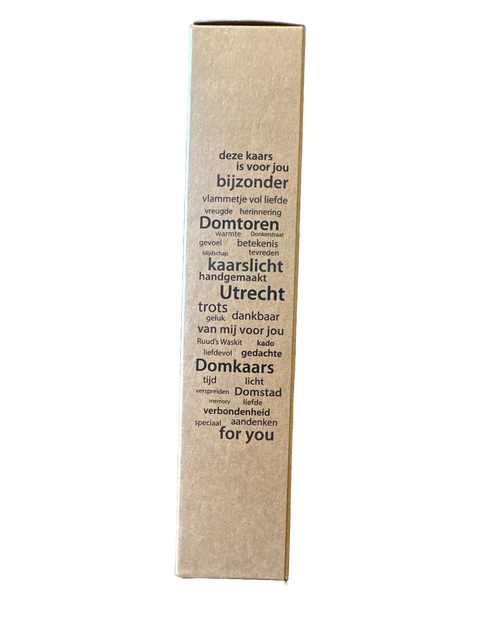 deze kaars
is voor jou
bijzonder
vlammetje vol liefde
vreugde herinnering
Domtoren
warmte Donkerstraat
gevoel betekenis
blijdschap tevreden
kaarslicht
handgemaakt
Utrecht
trots
geluk dankbaar
van mij voor jou
Ruud's Waskit kado
liefdevol gedachte
Domkaars
tijd licht
verspreiden Domstad
memory liefde
verbondenheid
speciaal aandenken
for you